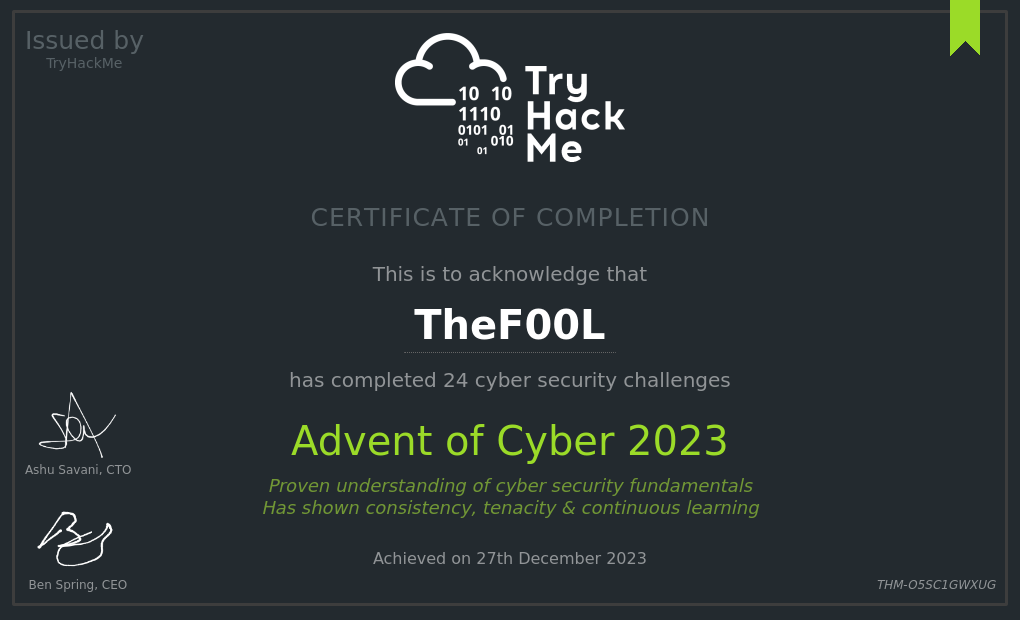 Issued by
TryHackMe
10 10
1110
0101 01
01 010
01
Try
Hack
Me
CERTIFICATE OF COMPLETION
This is to acknowledge that
TheF00L
has completed 24 cyber security challenges
Advent of Cyber 2023
Proven understanding of cyber security fundamentals
Has shown consistency, tenacity & continuous learning
Achieved on 27th December 2023
Ashu Savani, CTO
Ben Spring, CEO
THM-O5SC1GWXUG